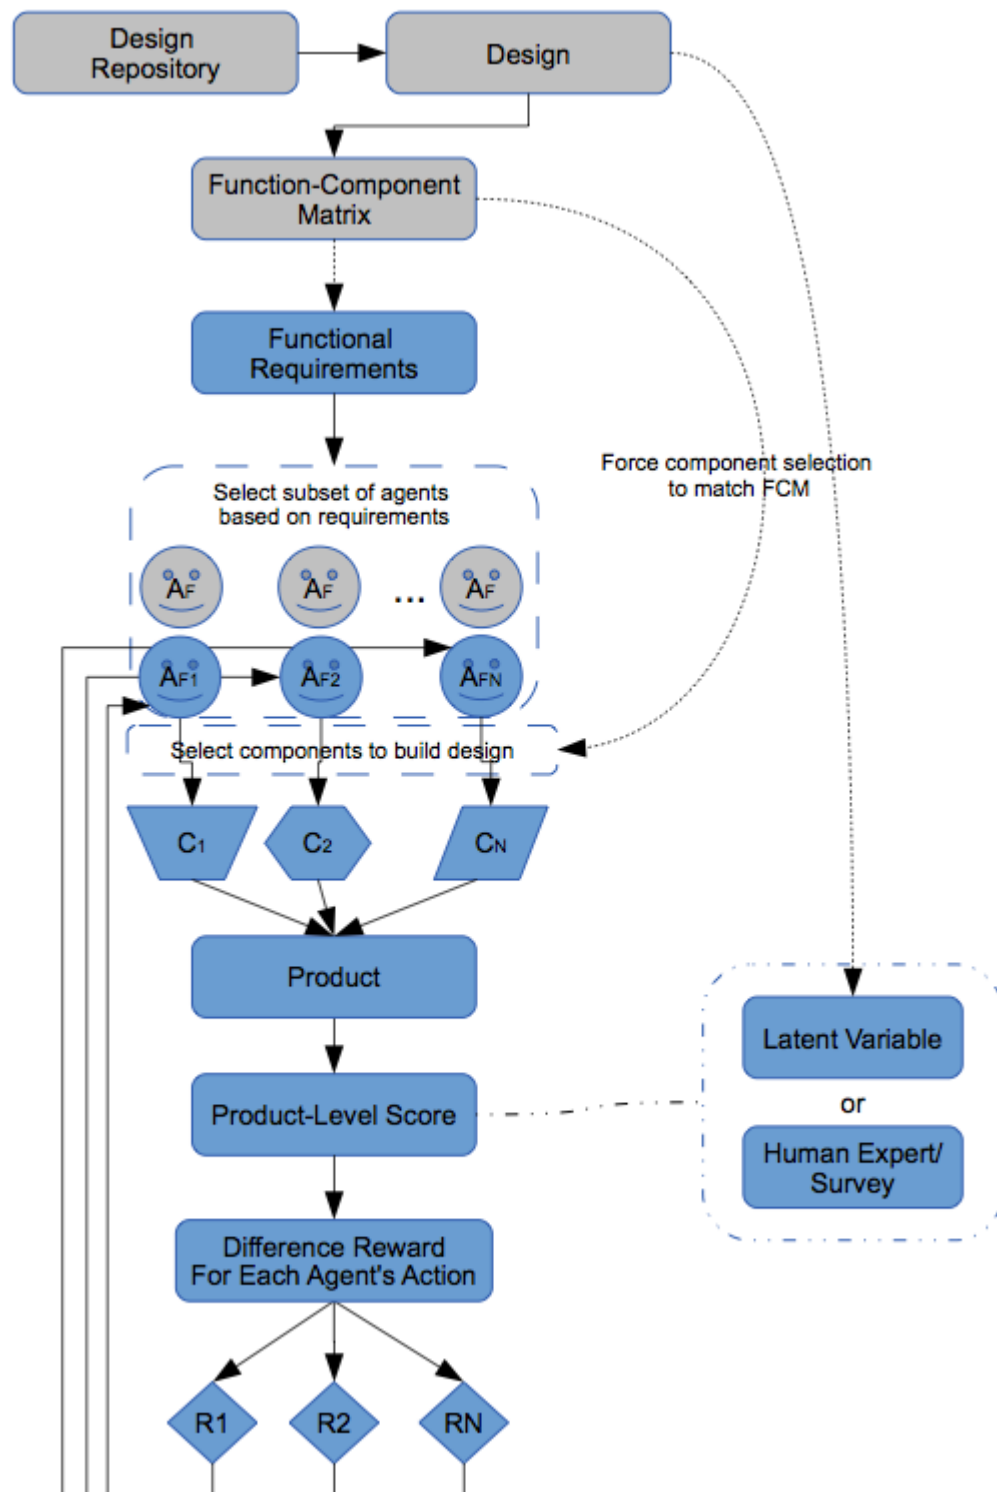 Design
Repository
Design
Function-Component
Matrix
Functional
Requirements
Force component selection
to match FCM
Select subset of agents
based on requirements
AF
AF
...
AF
AF1
AF2
AFN
Select components to build design
C1
C2
CN
Product
Latent Variable
or
Human Expert/
Survey
Product-Level Score
Difference Reward
For Each Agent's Action
R1
R2
RN